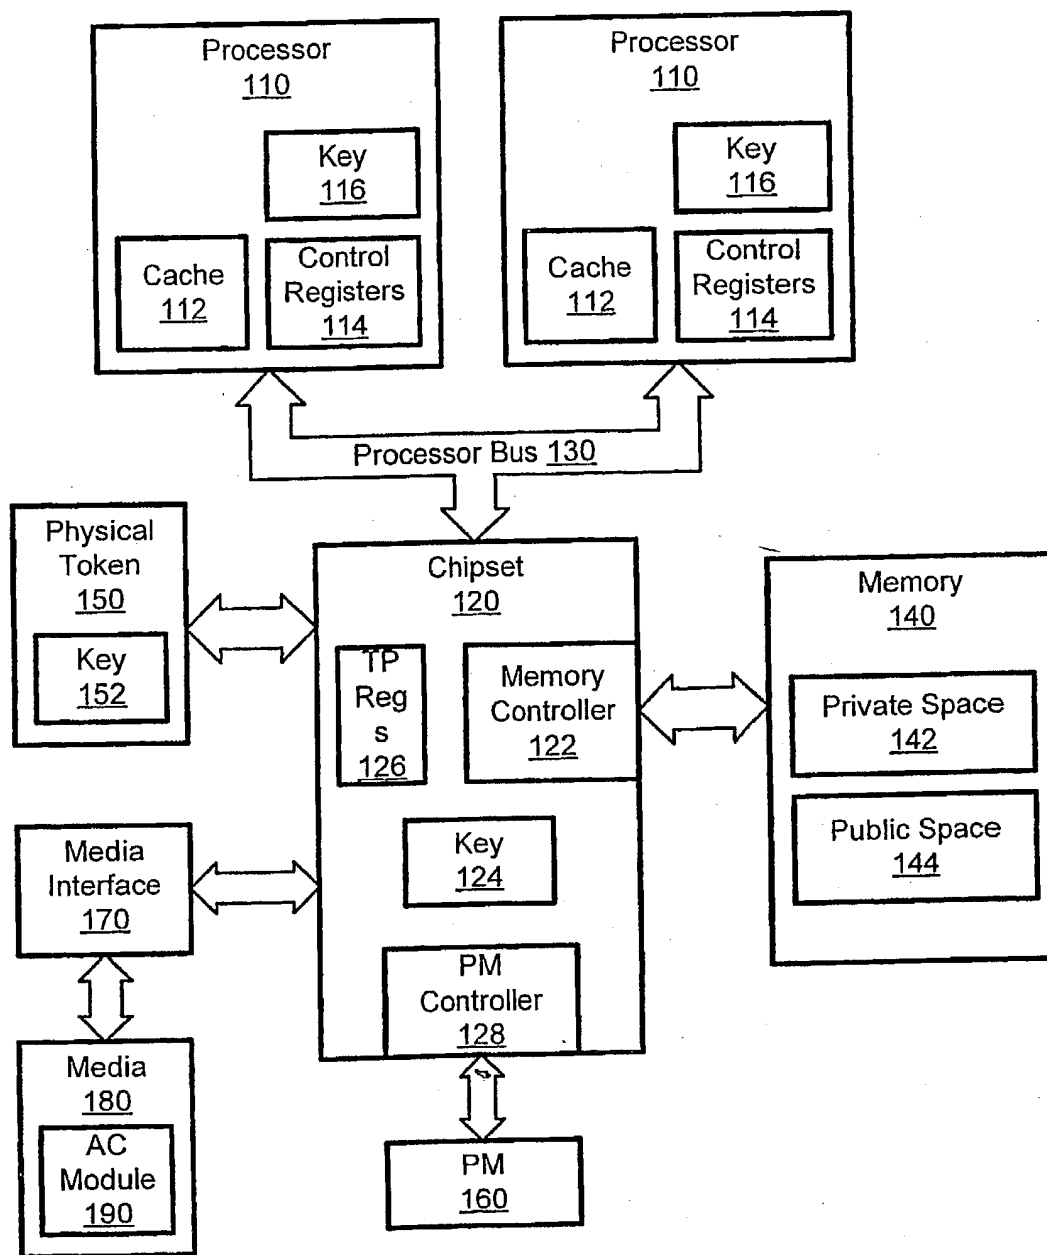 Processor
110
Key
116
Cache
112
Control
Registers
114
Processor
110
Key
116
Cache
112
Control
Registers
114
Processor Bus 130
Physical
Token
150
Key
152
Chipset
120
TP
Reg
s
126
Memory
Controller
122
Key
124
PM
Controller
128
Memory
140
Private Space
142
Public Space
144
Media
Interface
170
Media
180
AC
Module
190
PM
160